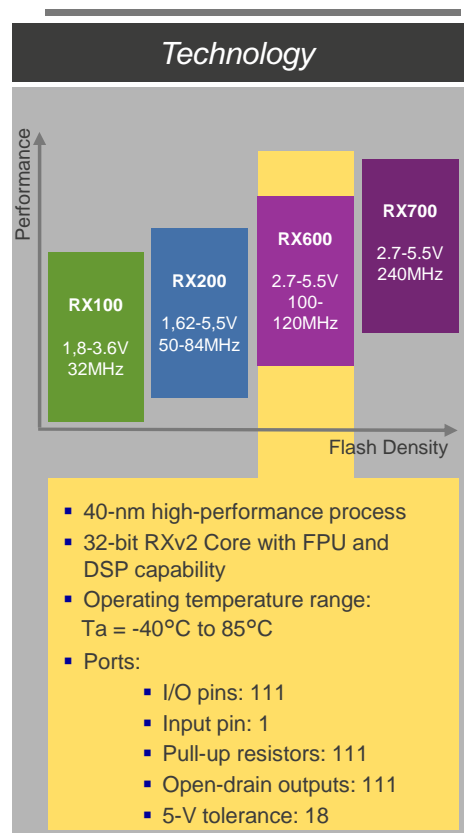 Technology
Performance
RX100
1,8-3.6V
32MHz
RX200
1,62-5,5V
50-84MHz
RX600
2.7-5.5V
100-
120MHz
RX700
2.7-5.5V
240MHz
Flash Density
▪ 40-nm high-performance process
▪ 32-bit RXv2 Core with FPU and
DSP capability
▪ Operating temperature range:
Ta = -40°C to 85°C
▪ Ports:
▪ I/O pins: 111
▪ Input pin: 1
▪ Pull-up resistors: 111
▪ Open-drain outputs: 111
▪ 5-V tolerance: 18